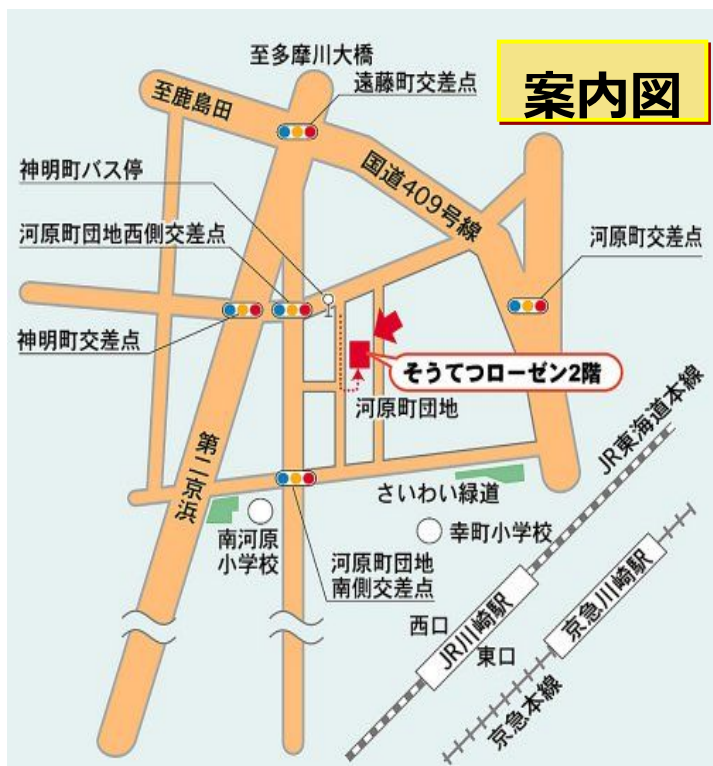 至多摩川大橋
案内図
遠藤町交差点
至鹿島田
国道409号線
神明町バス停
河原町団地西側交差点
河原町交差点
神明町交差点
そうてつローゼン2階
河原町団地
第二京浜
JR東海道本線
さいわい緑道
南河原
小学校
幸町小学校
河原町団地
南側交差点
西口
JR川崎駅
東口
京急川崎駅
京急本線